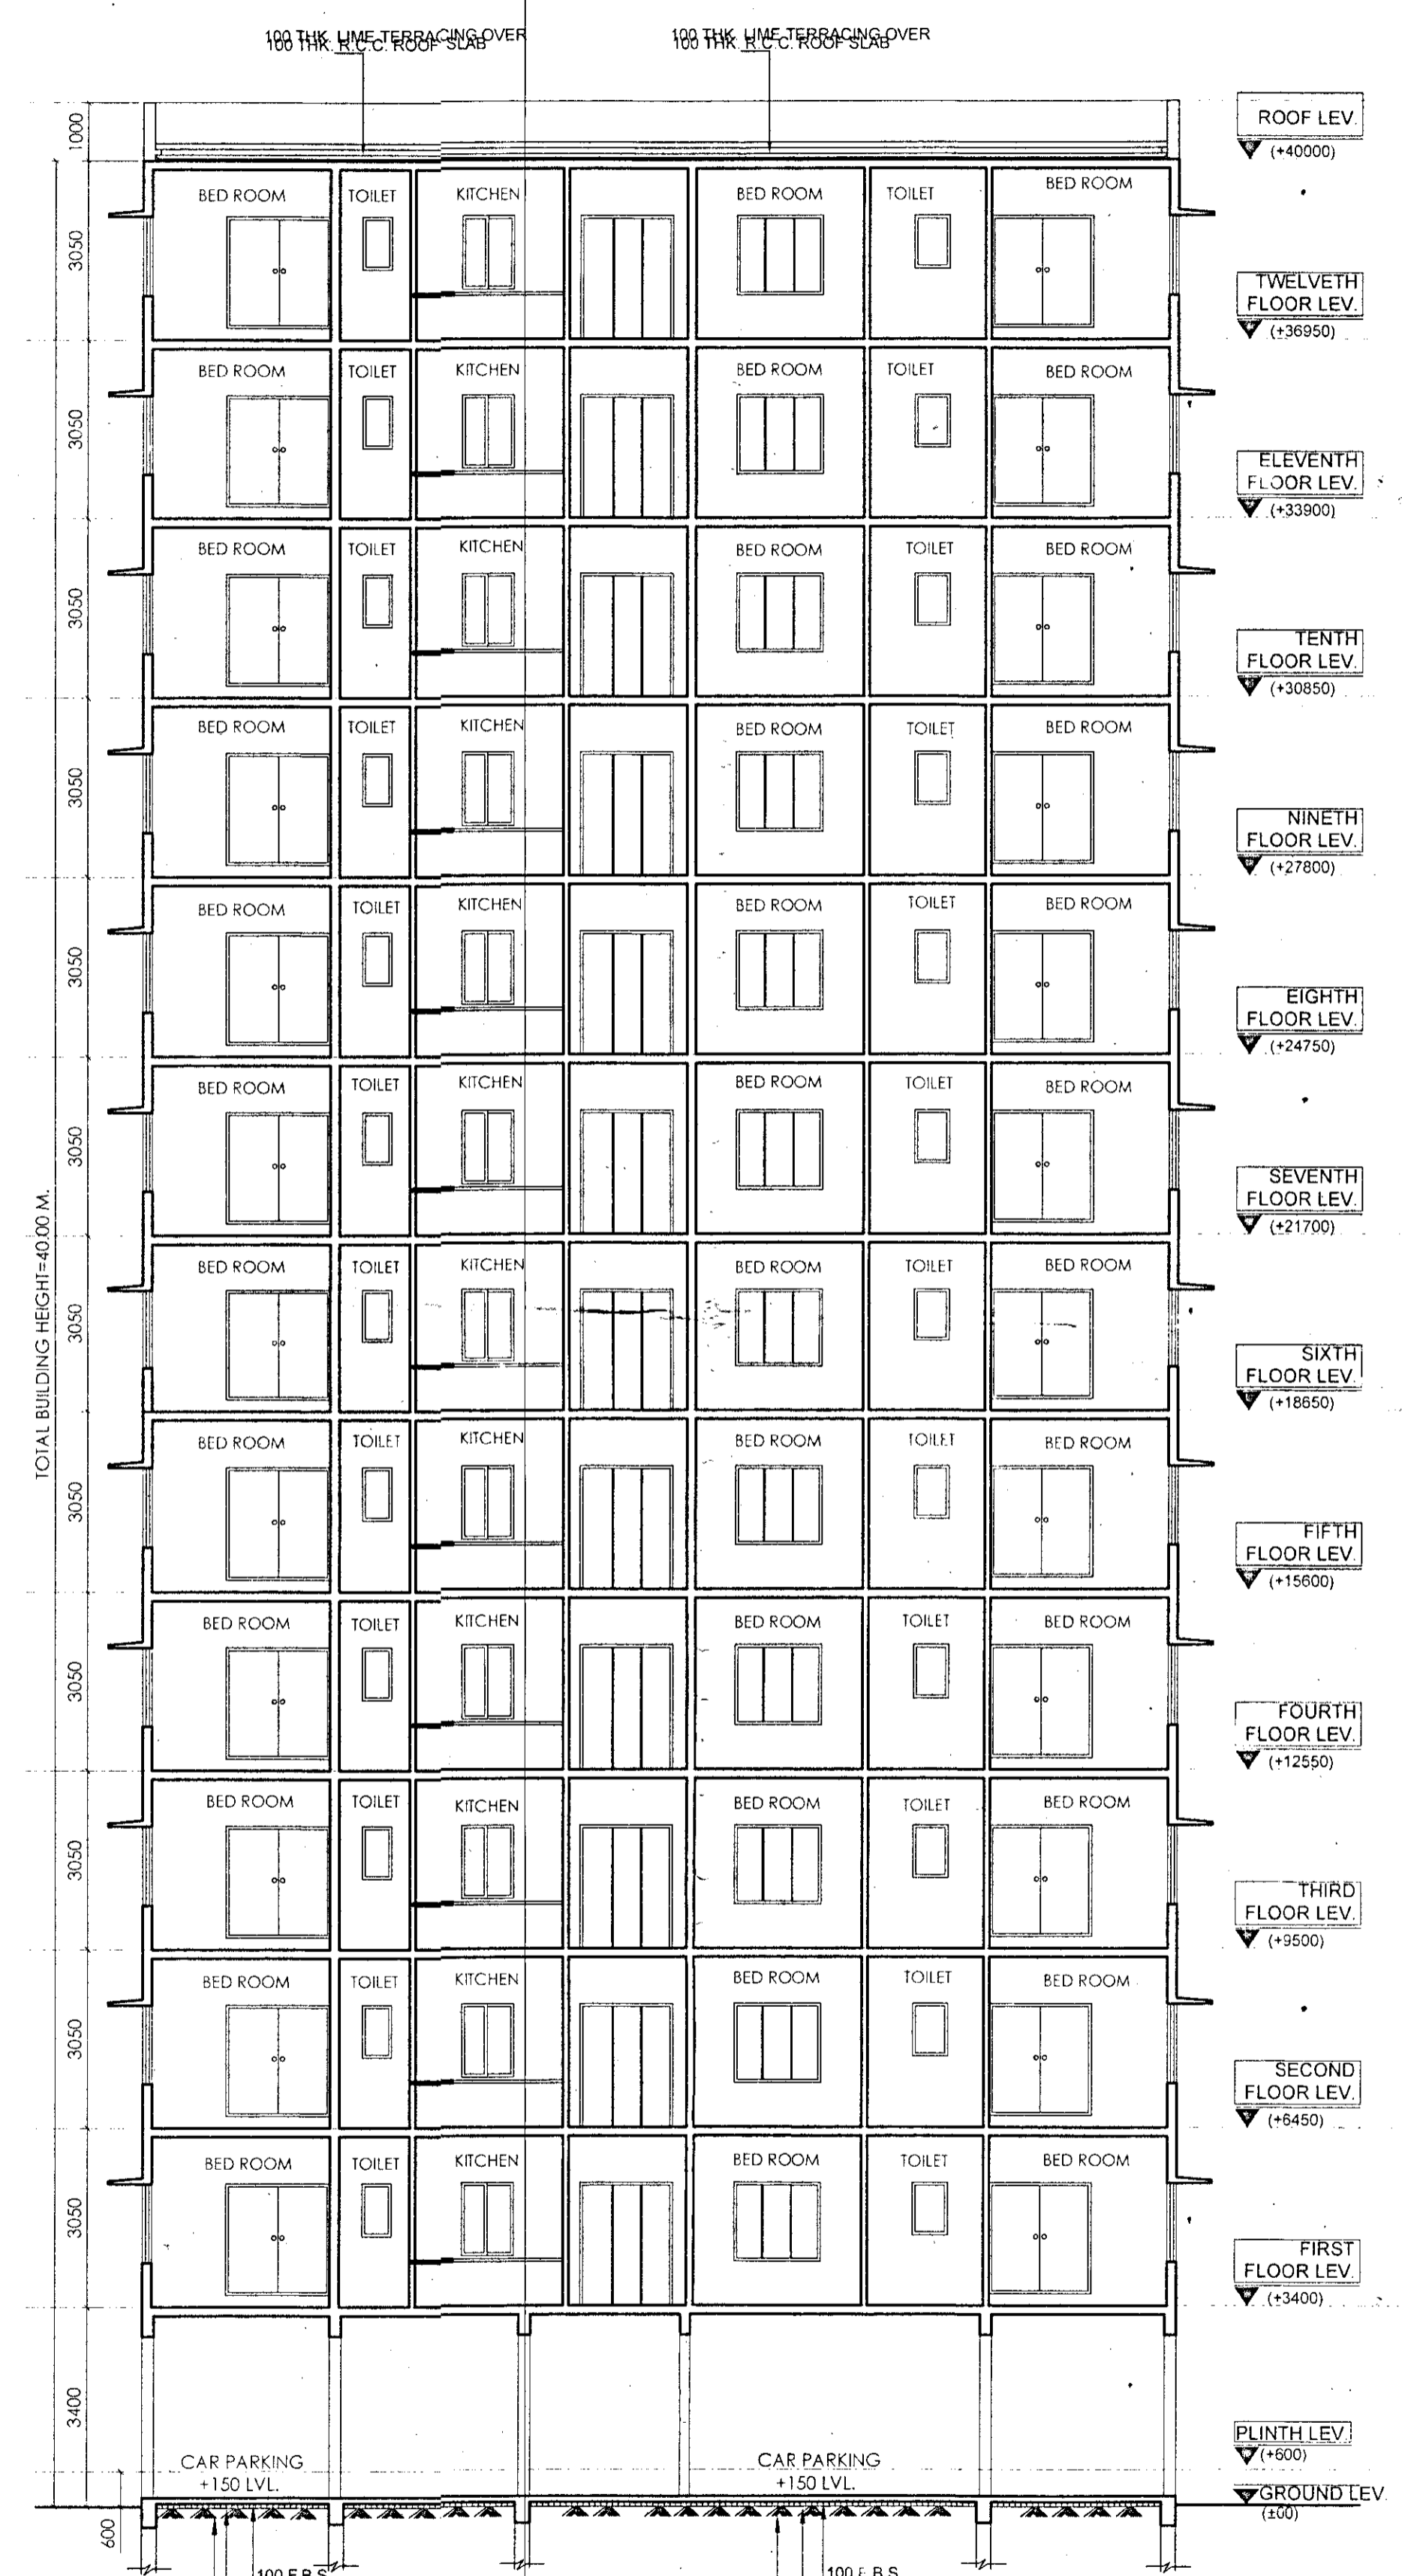 100 THK. LIME TERRACING OVER
100 THK. R.C.C. ROOF SLAB
100 THK. LIME TERRACING OVER
100 THK. R.C.C. ROOF SLAB
1000
ROOF LEV.
(+40000)
3050
BED ROOM
TOILET
KITCHEN
BED ROOM
TOILET
BED ROOM
TWELVETH
FLOOR LEV.
(+36950)
3050
BED ROOM
TOILET
KITCHEN
BED ROOM
TOILET
BED ROOM
ELEVENTH
FLOOR LEV.
(+33900)
3050
BED ROOM
TOILET
KITCHEN
BED ROOM
TOILET
BED ROOM
TENTH
FLOOR LEV.
(+30850)
3050
BED ROOM
TOILET
KITCHEN
BED ROOM
TOILET
BED ROOM
NINETH
FLOOR LEV.
(+27800)
3050
BED ROOM
TOILET
KITCHEN
BED ROOM
TOILET
BED ROOM
EIGHTH
FLOOR LEV.
(+24750)
3050
BED ROOM
TOILET
KITCHEN
BED ROOM
TOILET
BED ROOM
SEVENTH
FLOOR LEV.
(+21700)
TOTAL BUILDING HEIGHT=40.00 M.
3050
BED ROOM
TOILET
KITCHEN
BED ROOM
TOILET
BED ROOM
SIXTH
FLOOR LEV.
(+18650)
3050
BED ROOM
TOILET
KITCHEN
BED ROOM
TOILET
BED ROOM
FIFTH
FLOOR LEV.
(+15600)
3050
BED ROOM
TOILET
KITCHEN
BED ROOM
TOILET
BED ROOM
FOURTH
FLOOR LEV.
(+12550)
3050
BED ROOM
TOILET
KITCHEN
BED ROOM
TOILET
BED ROOM
THIRD
FLOOR LEV.
(+9500)
3050
BED ROOM
TOILET
KITCHEN
BED ROOM
TOILET
BED ROOM
SECOND
FLOOR LEV.
(+6450)
3050
BED ROOM
TOILET
KITCHEN
BED ROOM
TOILET
BED ROOM
FIRST
FLOOR LEV.
(+3400)
3400
CAR PARKING
+150 LVL.
CAR PARKING
+150 LVL.
PLINTH LEV.
(+600)
GROUND LEV.
(±00)
600
100
100